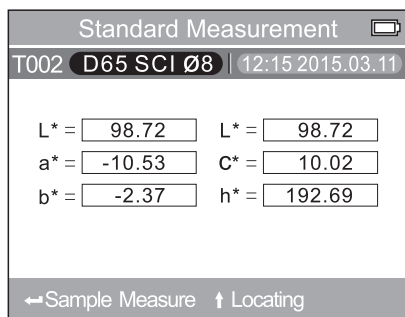 Standard Measurement
T002 D65 SCI Ø8 12:15 2015.03.11
L* = 98.72 L* = 98.72
a* = -10.53 C* = 10.02
b* = -2.37 h* = 192.69
Sample Measure Locating